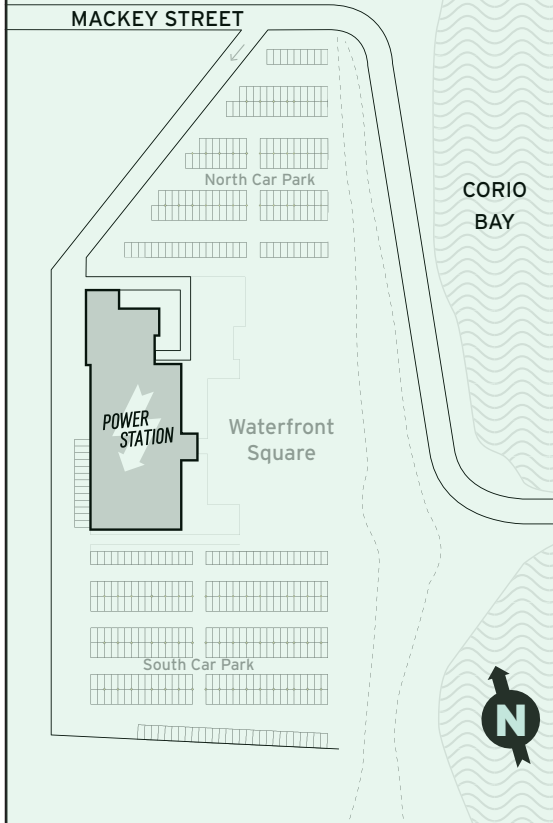 MACKEY STREET
North Car Park
CORIO
BAY
POWER
STATION
Waterfront
Square
South Car Park
N